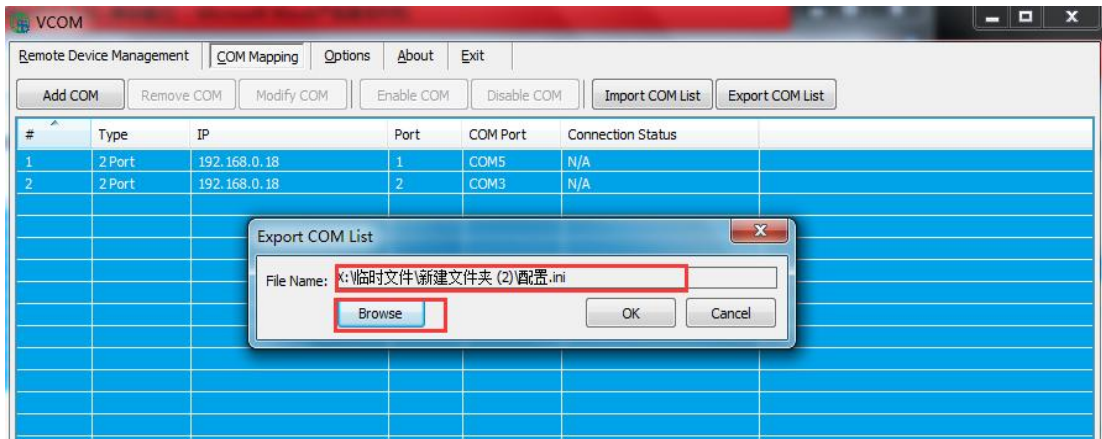 VCOM
Remote Device Management COM Mapping Options About Exit
Add COM Remove COM Modify COM Enable COM Disable COM Import COM List Export COM List
# Type IP Port COM Port Connection Status
1 2 Port 192.168.0.18 1 COM5 N/A
2 2 Port 192.168.0.18 2 COM3 N/A
Export COM List
File Name: X:\临时文件\新建文件夹 (2)\配置.ini
Browse OK Cancel